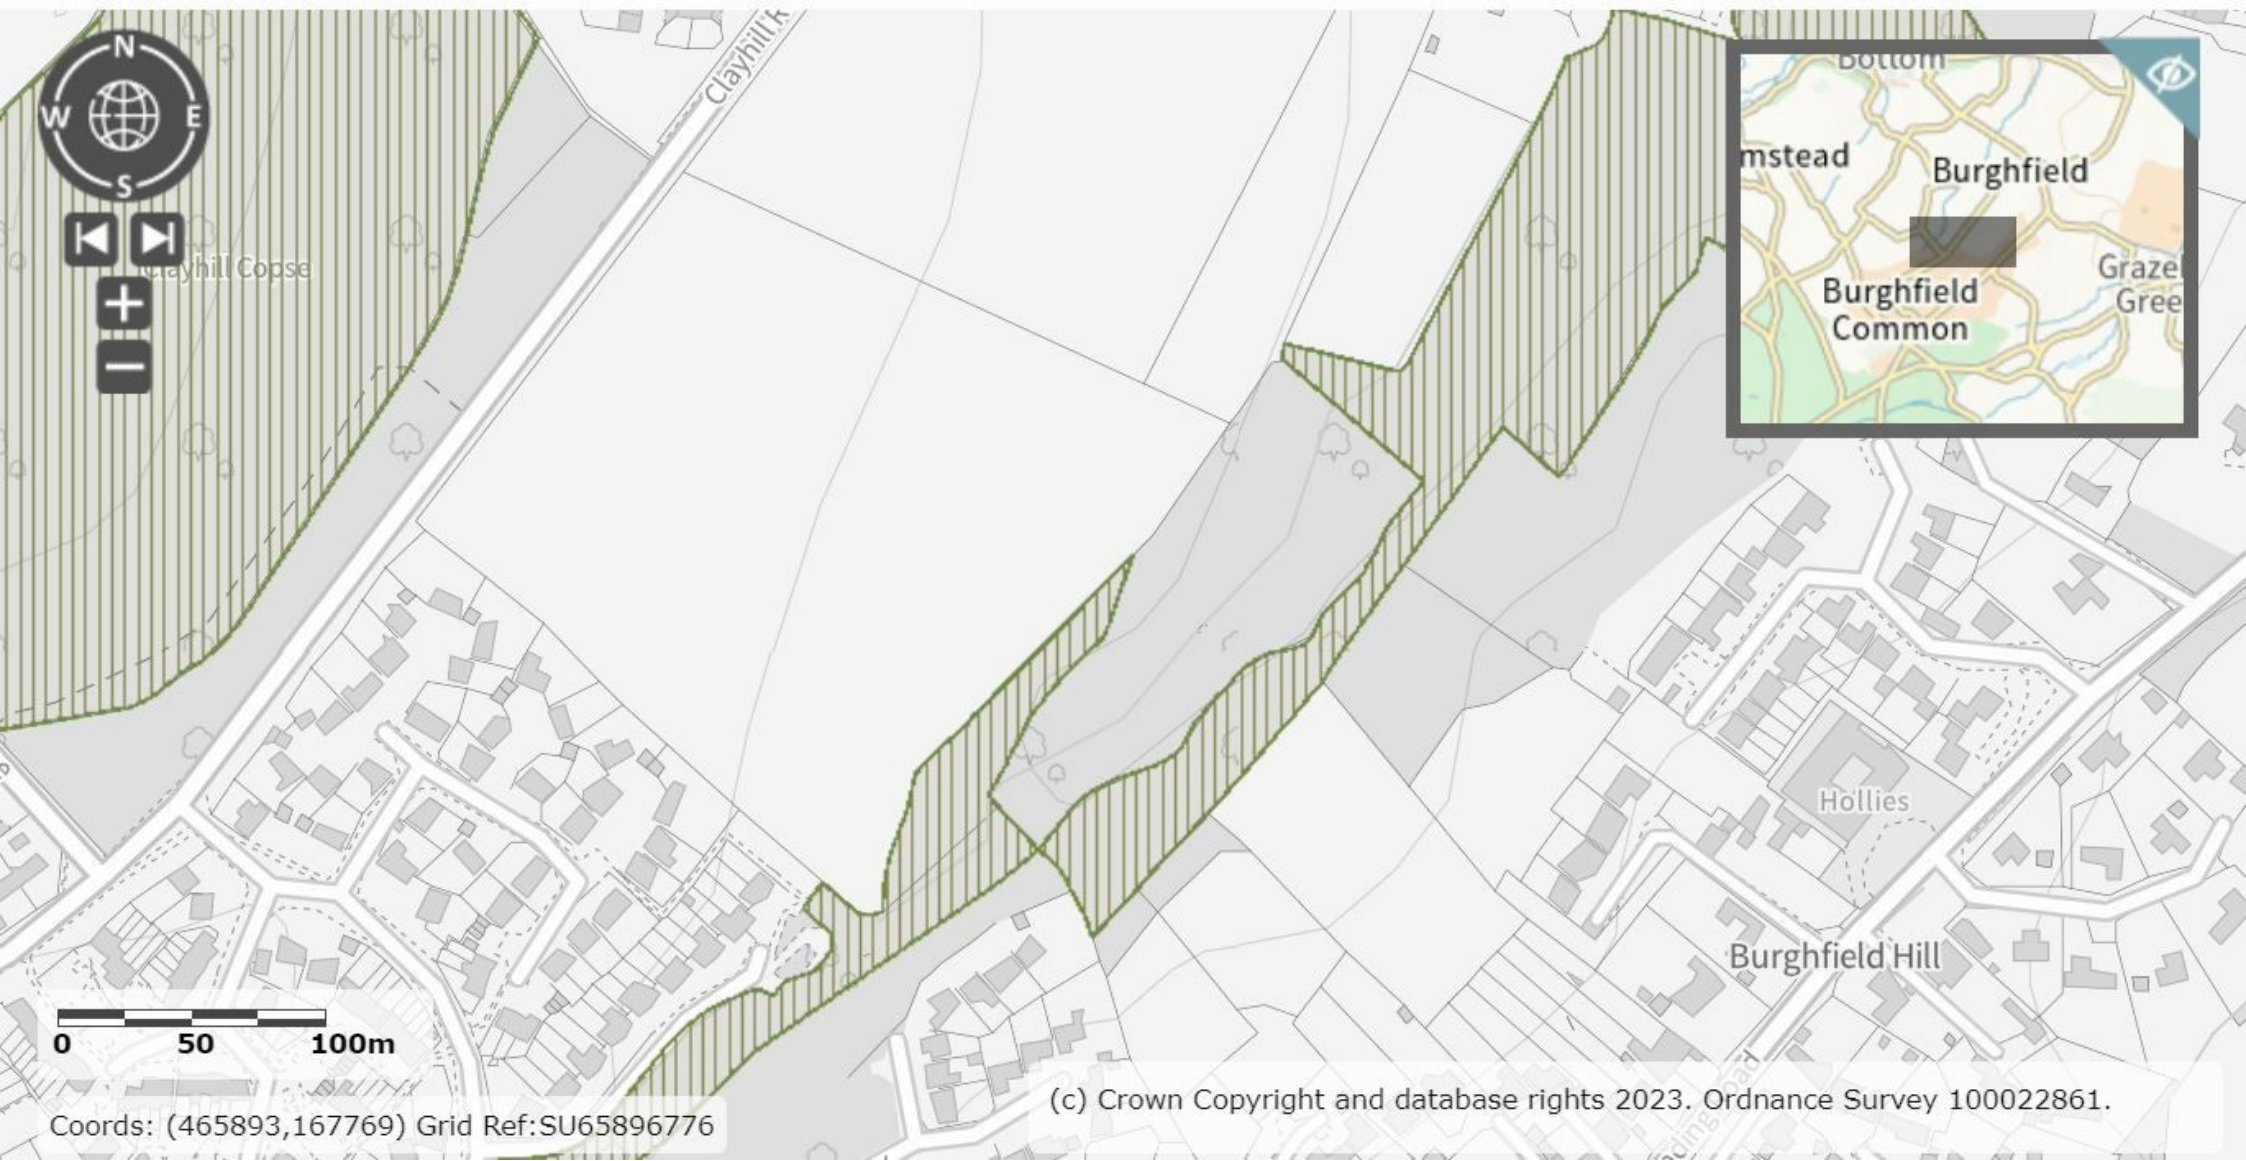 N
Clayhill R
Bottom
W
E
mstead
Burghfield
S
Clayhill Copse
Graze
Burghfield
Gree
Common
+
−
Hollies
Burghfield Hill
0 50 100m
(c) Crown Copyright and database rights 2023. Ordnance Survey 100022861.
Coords: (465893,167769) Grid Ref:SU65896776